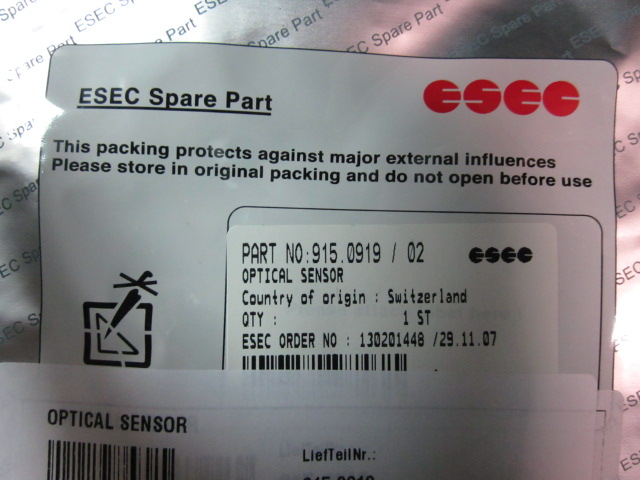 ESEC Spare Part
esec
This packing protects against major external influences
Please store in original packing and do not open before use
PART NO:915.0919 / 02
esec
OPTICAL SENSOR
Country of origin : Switzerland
QTY : 1 ST
ESEC ORDER NO : 130201448 /29.11.07
OPTICAL SENSOR
LiefTeilNr.: